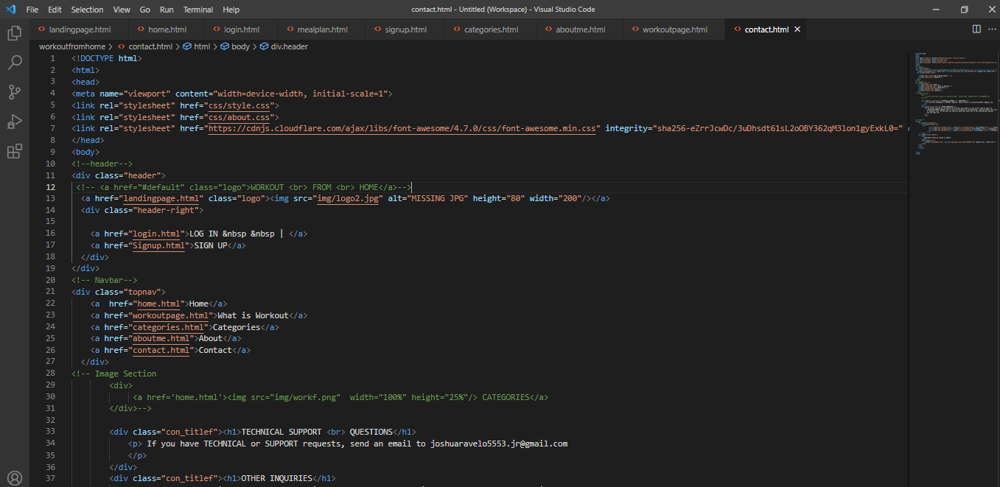 File Edit Selection View Go Run Terminal Help contact.html - Untitled (Workspace) - Visual Studio Code
landingpage.html home.html login.html mealplan.html signup.html categories.html aboutme.html workoutpage.html contact.html
workoutfromhome > contact.html > html > body > div.header
1 <!DOCTYPE html>
2 <html>
3 <head>
4 <meta name="viewport" content="width=device-width, initial-scale=1">
5 <link rel="stylesheet" href="css/style.css">
6 <link rel="stylesheet" href="css/about.css">
7 <link rel="stylesheet" href="https://cdnjs.cloudflare.com/ajax/libs/font-awesome/4.7.0/css/font-awesome.min.css" integrity="sha256-eZrrJcwDc/3uDhsdt61sL2oOBY362qM3lon1gyExkL0="
8 </head>
9 <body>
10 <!--header-->
11 <div class="header">
12 <!-- <a href="#default" class="logo">WORKOUT <br> FROM <br> HOME</a>-->
13 <a href="landingpage.html" class="logo"><img src="img/logo2.jpg" alt="MISSING JPG" height="80" width="200"/></a>
14 <div class="header-right">
15
16 <a href="login.html">LOG IN &nbsp &nbsp | </a>
17 <a href="Signup.html">SIGN UP</a>
18 </div>
19 </div>
20 <!-- Navbar-->
21 <div class="topnav">
22 <a  href="home.html">Home</a>
23 <a href="workoutpage.html">What is Workout</a>
24 <a href="categories.html">Categories</a>
25 <a href="aboutme.html">About</a>
26 <a href="contact.html">Contact</a>
27 </div>
28 <!-- Image Section
29 <div>
30 <a href='home.html'><img src="img/workf.png"  width="100%" height="25%"/> CATEGORIES</a>
31 </div>-->
32
33 <div class="con_titlef"><h1>TECHNICAL SUPPORT <br> QUESTIONS</h1>
34 <p> If you have TECHNICAL or SUPPORT requests, send an email to joshuaravelo5553.jr@gmail.com
35 </p>
36 </div>
37 <div class="con_titlef"><h1>OTHER INQUIRIES</h1>